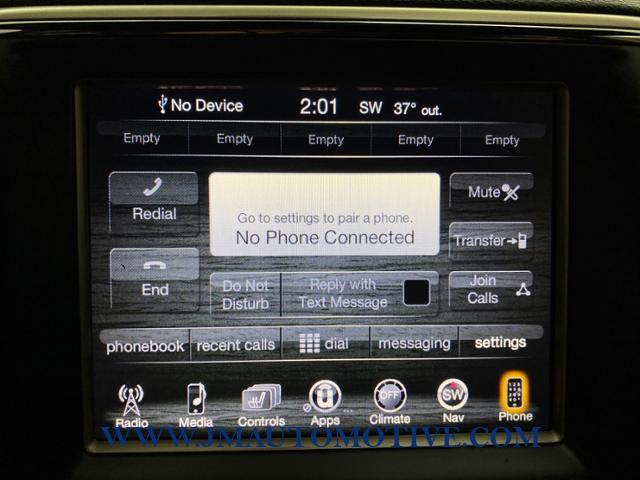 No Device 2:01 SW 37° out.
Empty Empty Empty Empty Empty
Redial
Go to settings to pair a phone.
No Phone Connected
Mute
Transfer
End
Do Not
Disturb
Reply with
Text Message
Join
Calls
phonebook recent calls dial messaging settings
OFF SW
Radio Media Controls Apps Climate Nav Phone
WWW.JMAUTOMOTIVE.COM